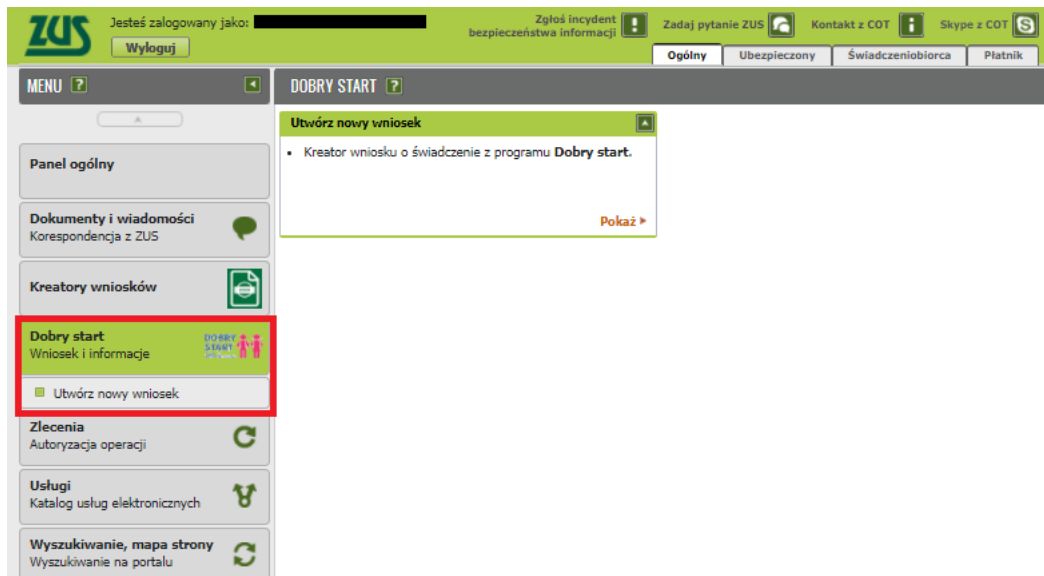 ZUS
Jesteś zalogowany jako:
Wyloguj
Zgłoś incydent
bezpieczeństwa informacji
Zadaj pytanie ZUS
Kontakt z COT
Skype z COT
Ogólny
Ubezpieczony
Świadczeniobiorca
Płatnik
MENU ?
DOBRY START ?
Utwórz nowy wniosek
Kreator wniosku o świadczenie z programu Dobry start.
Pokaż
Panel ogólny
Dokumenty i wiadomości
Korespondencja z ZUS
Kreatory wniosków
Dobry start
Wniosek i informacje
DOBRY
START
Utwórz nowy wniosek
Zlecenia
Autoryzacja operacji
Usługi
Katalog usług elektronicznych
Wyszukiwanie, mapa strony
Wyszukiwanie na portalu